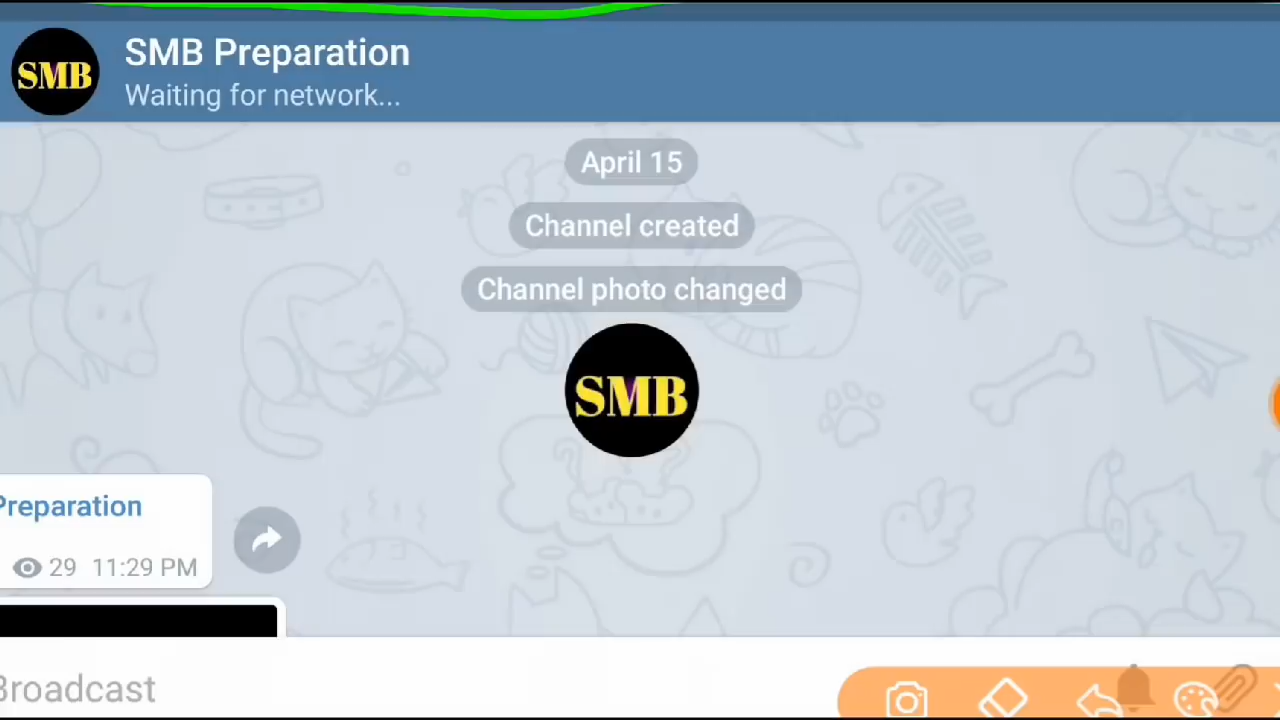 SMB
SMB Preparation
Waiting for network...
April 15
Channel created
Channel photo changed
SMB
Preparation
29 11:29 PM
Broadcast